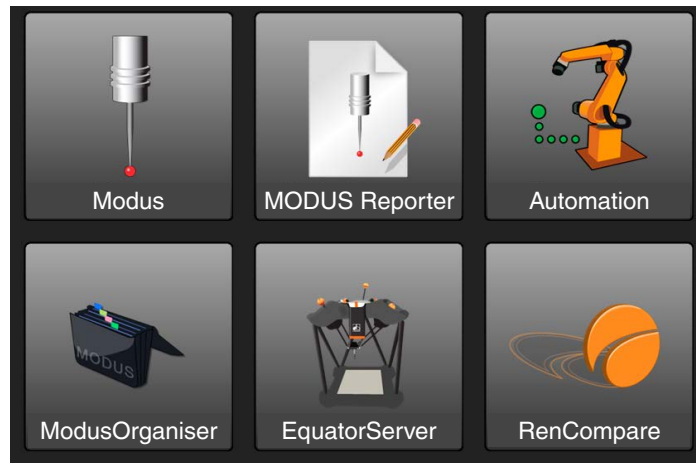 Modus
MODUS Reporter
Automation
MODUS
ModusOrganiser
EquatorServer
RenCompare